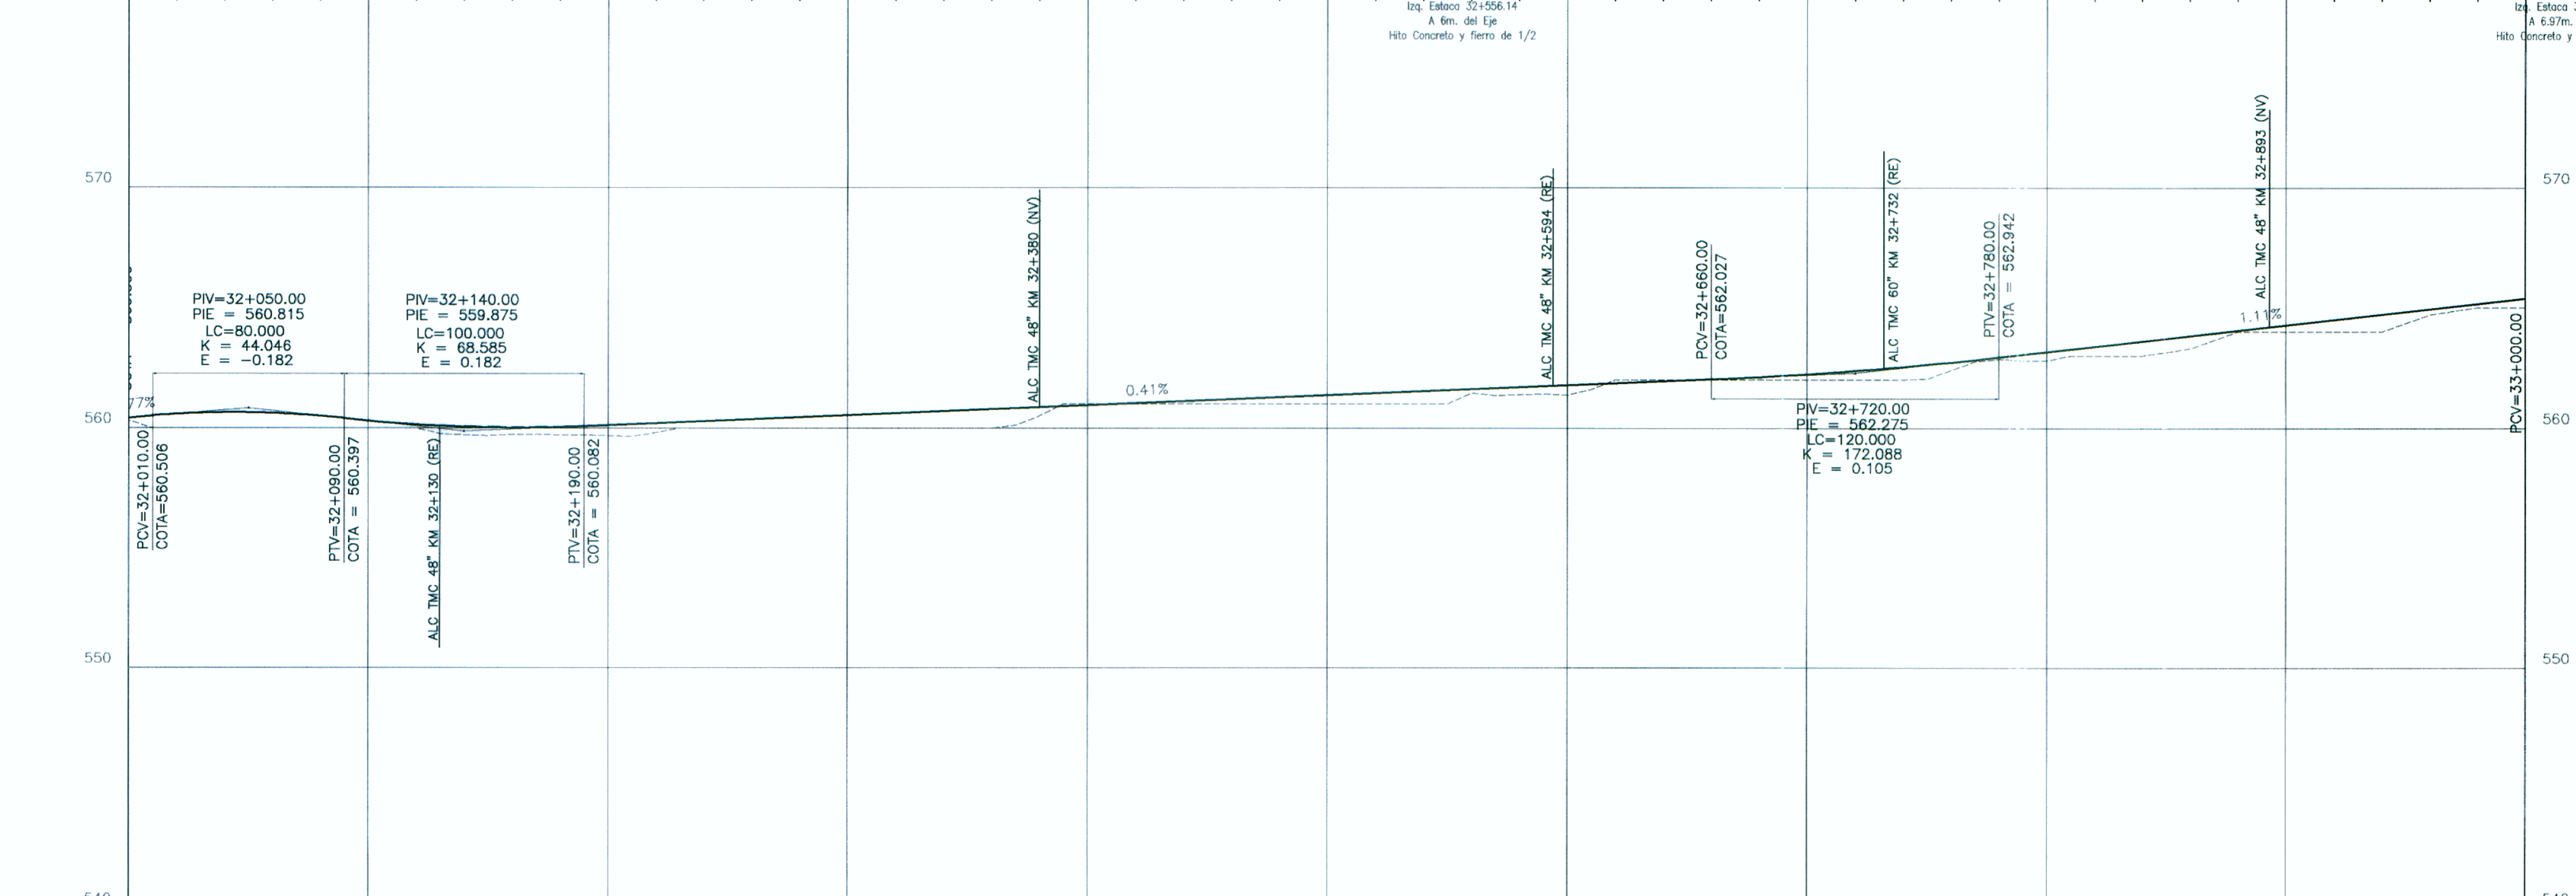 Izq. Estaca 32+556.14
A 6m. del Eje
Hito Concreto y fierro de 1/2
Izq. Estaca
A 6.97m.
Hito Concreto y
570
570
560
560
550
550
77%
PIV=32+050.00
PIE = 560.815
LC=80.000
K = 44.046
E = -0.182
PIV=32+140.00
PIE = 559.875
LC=100.000
K = 68.585
E = 0.182
PCV=32+010.00
COTA=560.506
PTV=32+090.00
COTA = 560.397
ALC TMC 48" KM 32+130 (RE)
PTV=32+190.00
COTA = 560.082
ALC TMC 48" KM 32+380 (NV)
0.41%
ALC TMC 48" KM 32+594 (RE)
PCV=32+660.00
COTA=562.027
PIV=32+720.00
PIE = 562.275
LC=120.000
K = 172.088
E = 0.105
ALC TMC 60" KM 32+732 (RE)
PTV=32+780.00
COTA = 562.942
1.11%
ALC TMC 48" KM 32+893 (NV)
PCV=33+000.00